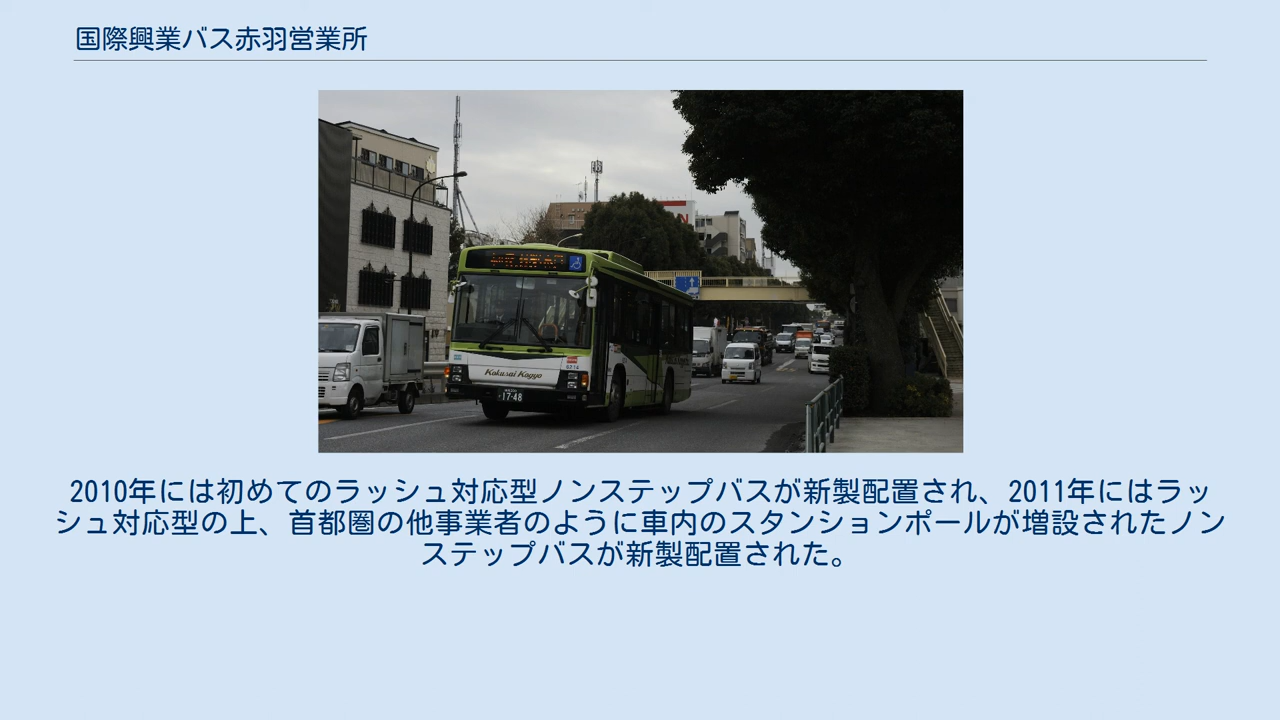 国際興業バス赤羽営業所
Kokusai Kogyo
6814
17-48
2010年には初めてのラッシュ対応型ノンステップバスが新製配置され、2011年にはラッ
シュ対応型の上、首都圏の他事業者のように車内のスタンションポールが増設されたノン
ステップバスが新製配置された。